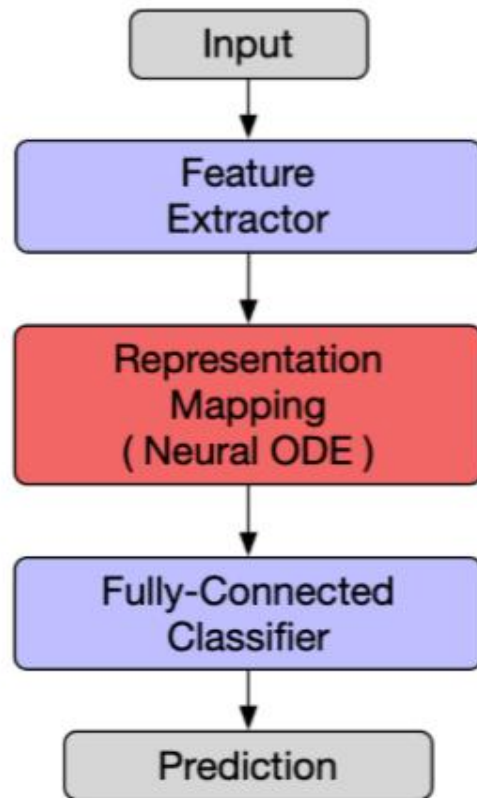 Input
Feature
Extractor
Representation
Mapping
( Neural ODE )
Fully-Connected
Classifier
Prediction